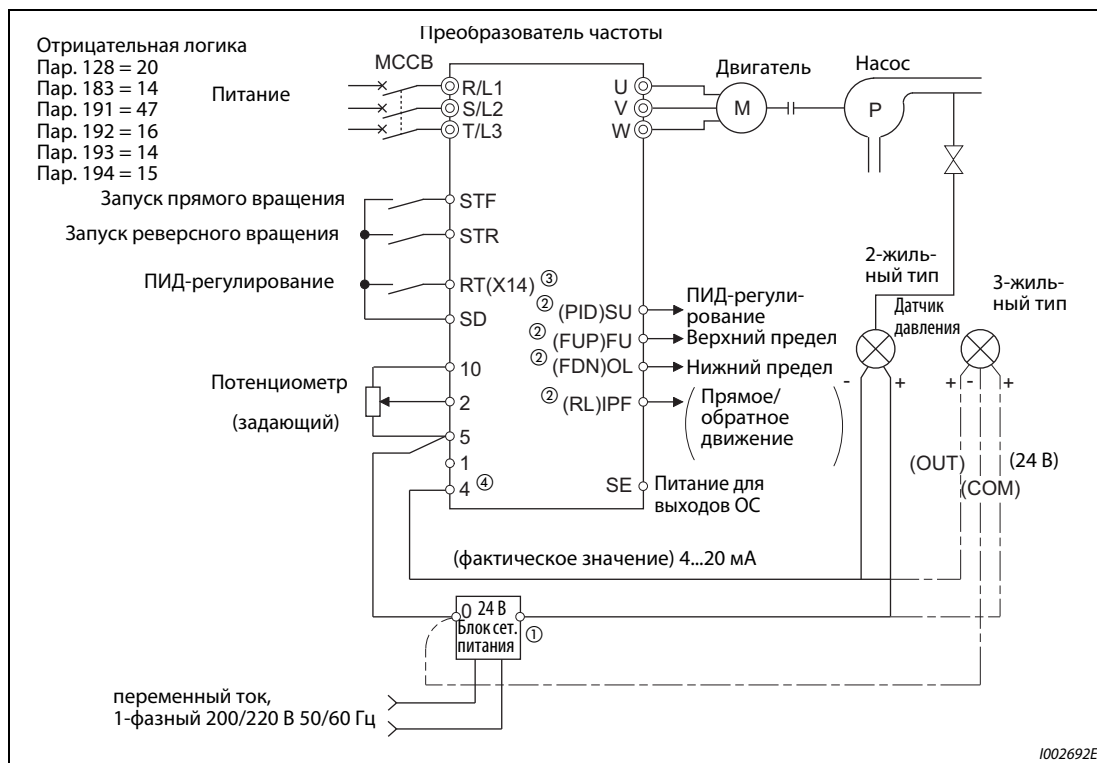 Преобразователь частоты
Отрицательная логика
Пар. 128 = 20
Пар. 183 = 14
Пар. 191 = 47
Пар. 192 = 16
Пар. 193 = 14
Пар. 194 = 15
Питание
MCCB
R/L1
S/L2
T/L3
U
V
W
Двигатель
M
Насос
P
Запуск прямого вращения
STF
Запуск реверсного вращения
STR
ПИД-регулирование
RT(X14) ③
SD
② (PID)SU
ПИД-регули-
рование
② (FUP)FU
Верхний предел
② (FDN)OL
Нижний предел
② (RL)IPF
Прямое/
обратное
движение
SE
Питание для
выходов ОС
Потенциометр
(задающий)
10
2
5
1
4 ④
2-жиль-
ный тип
Датчик
давления
3-жиль-
ный тип
- +
+ - +
(OUT)
(24 В)
(COM)
(фактическое значение) 4...20 мА
0 24 В
Блок сет.
питания
①
переменный ток,
1-фазный 200/220 В 50/60 Гц
I002692E